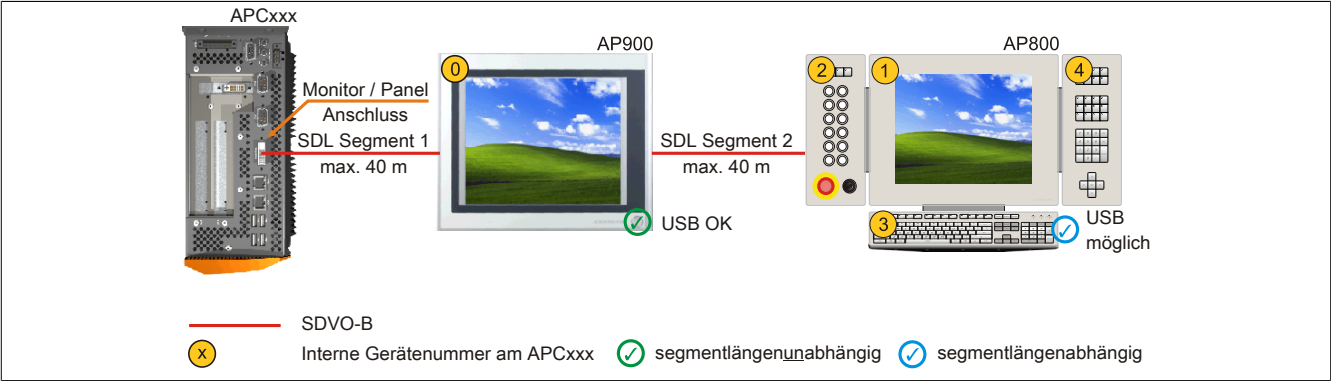 APCxxx
AP900
AP800
0
2
1
4
Monitor / Panel
Anschluss
SDL Segment 1
max. 40 m
SDL Segment 2
max. 40 m
USB OK
3
USB
möglich
SDVO-B
x
Interne Gerätenummer am APCxxx
segmentlängenunabhängig
segmentlängenabhängig